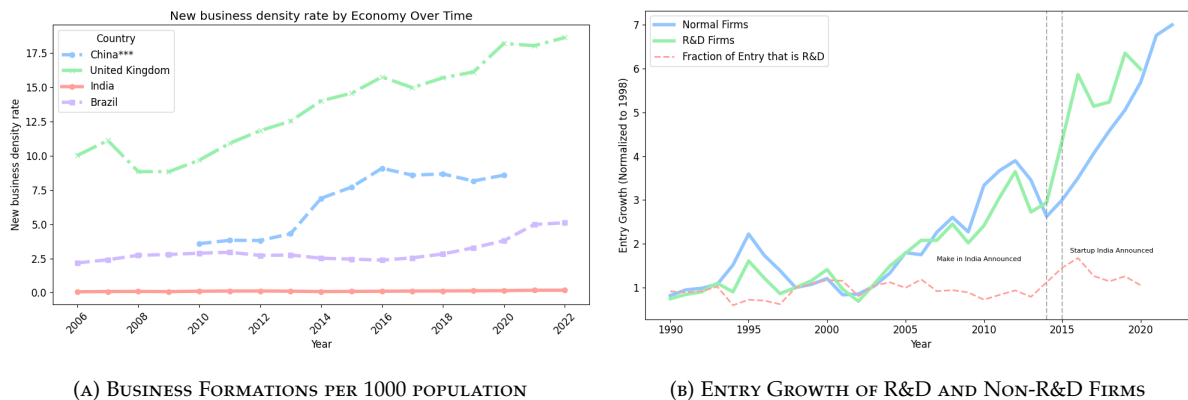 New business density rate by Economy Over Time
Country
China***
United Kingdom
India
Brazil
New business density rate
17.5
15.0
12.5
10.0
7.5
5.0
2.5
0.0
2006
2008
2010
2012
2014
2016
2018
2020
2022
Year
(A) BUSINESS FORMATIONS PER 1000 POPULATION
Normal Firms
R&D Firms
Fraction of Entry that is R&D
Entry Growth (Normalized to 1998)
7
6
5
4
3
2
1
Startup India Announced
Make in India Announced
1990
1995
2000
2005
2010
2015
2020
Year
(B) ENTRY GROWTH OF R&D AND NON-R&D FIRMS